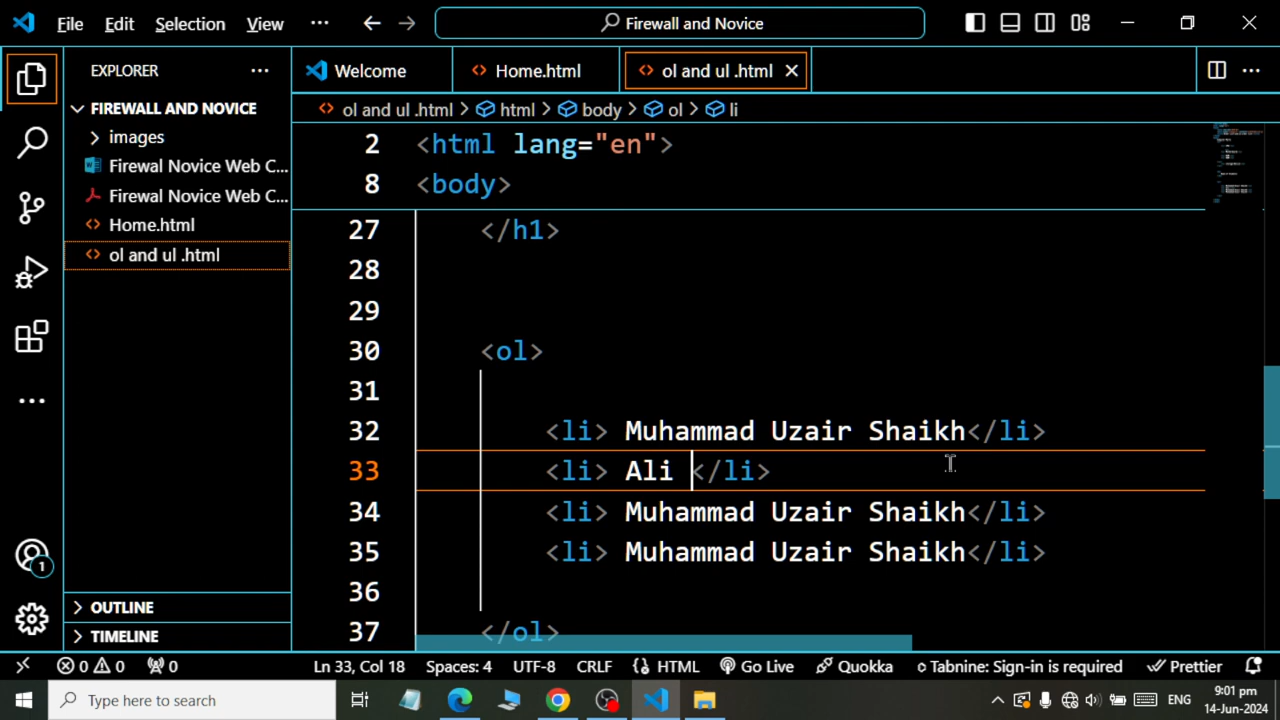 File Edit Selection View ··· Firewall and Novice
EXPLORER ···
Welcome Home.html ol and ul .html
FIREWALL AND NOVICE
images
Firewal Novice Web C...
Firewal Novice Web C...
Home.html
ol and ul .html
OUTLINE
TIMELINE
1
ol and ul .html > html > body > ol > li
2 <html lang="en">
8 <body>
27 </h1>
28
29
30 <ol>
31
32 <li> Muhammad Uzair Shaikh</li>
33 <li> Ali </li>
34 <li> Muhammad Uzair Shaikh</li>
35 <li> Muhammad Uzair Shaikh</li>
36
37 </ol>
0 0 0 Ln 33, Col 18 Spaces: 4 UTF-8 CRLF HTML Go Live Quokka Tabnine: Sign-in is required Prettier
Type here to search ENG 9:01 pm
14-Jun-2024